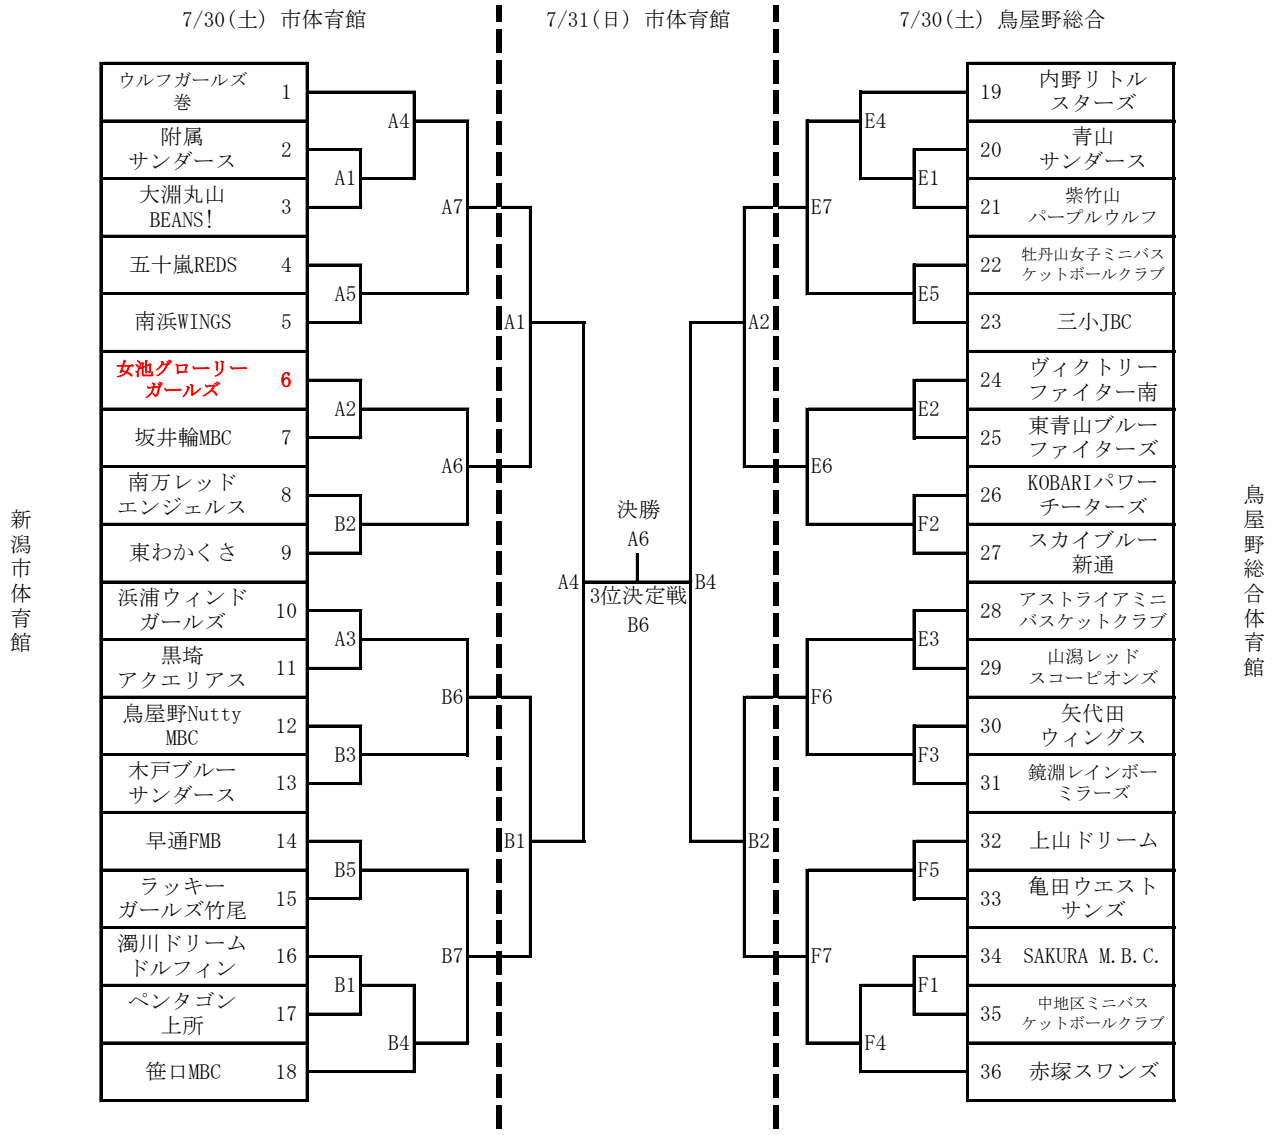 7/30(土) 市体育館
7/31(日) 市体育館
7/30(土) 鳥屋野総合
新潟市体育館
ウルフガールズ
巻
1
附属
サンダース
2
大淵丸山
BEANS!
3
五十嵐REDS
4
南浜WINGS
5
女池グローリー
ガールズ
6
坂井輪MBC
7
南万レッド
エンジェルス
8
東わかくさ
9
浜浦ウィンド
ガールズ
10
黒埼
アクエリアス
11
鳥屋野Nutty
MBC
12
木戸ブルー
サンダース
13
早通FMB
14
ラッキー
ガールズ竹尾
15
濁川ドリーム
ドルフィン
16
ペンタゴン
上所
17
笹口MBC
18
A4
A1
A7
A5
A2
A6
B2
A3
B6
B3
B5
B7
B1
B4
A1
B1
A4
決勝
A6
3位決定戦
B6
B4
A2
B2
E4
E1
E7
E5
E2
E6
F2
E3
F6
F3
F5
F7
F1
F4
19
内野リトル
スターズ
20
青山
サンダース
21
紫竹山
パープルウルフ
22
牡丹山女子ミニバス
ケットボールクラブ
23
三小JBC
24
ヴィクトリー
ファイター南
25
東青山ブルー
ファイターズ
26
KOBARIパワー
チーターズ
27
スカイブルー
新通
28
アストライアミニ
バスケットクラブ
29
山潟レッド
スコーピオンズ
30
矢代田
ウィングス
31
鏡淵レインボー
ミラーズ
32
上山ドリーム
33
亀田ウエスト
サンズ
34
SAKURA M.B.C.
35
中地区ミニバス
ケットボールクラブ
36
赤塚スワンズ
鳥屋野総合体育館